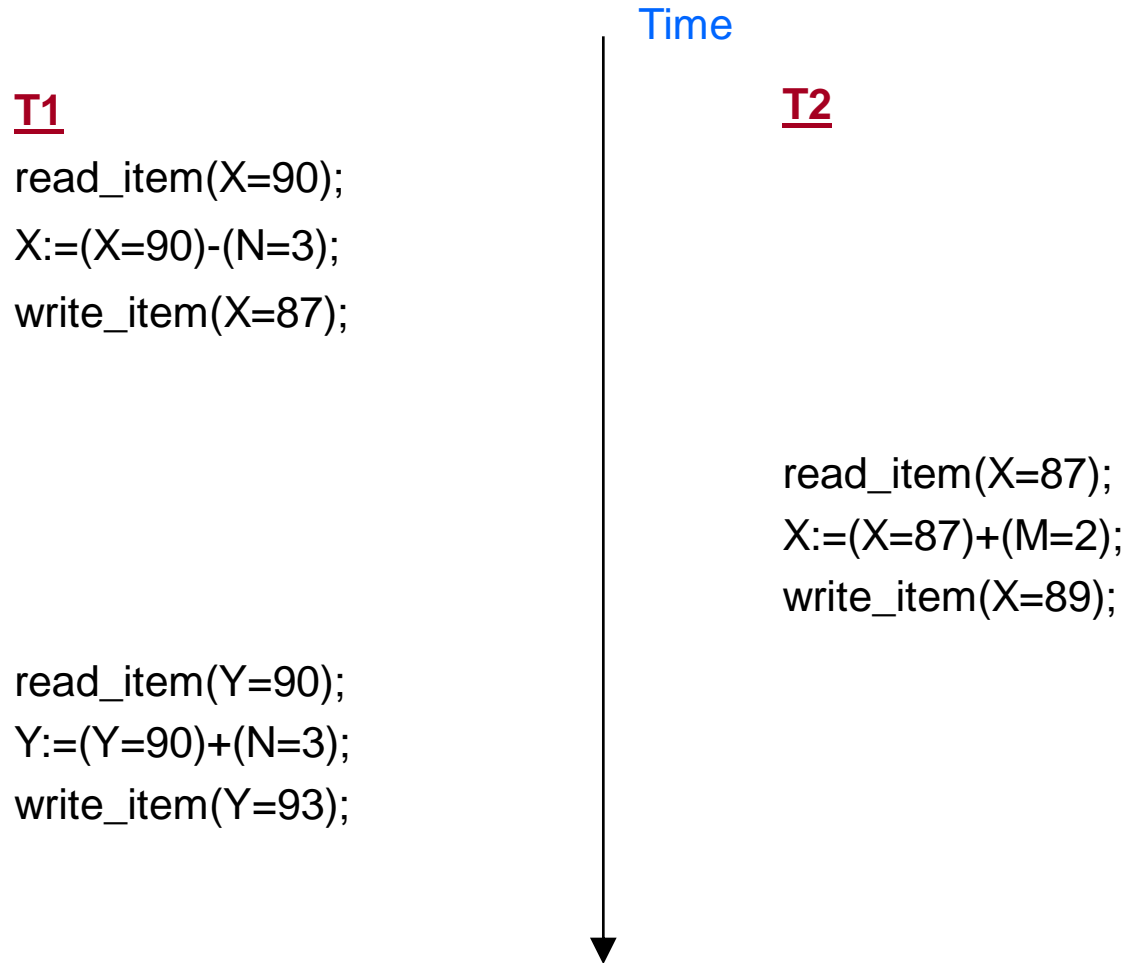 Time
T1
T2
read_item(X=90);
X:=(X=90)-(N=3);
write_item(X=87);
read_item(X=87);
X:=(X=87)+(M=2);
write_item(X=89);
read_item(Y=90);
Y:=(Y=90)+(N=3);
write_item(Y=93);